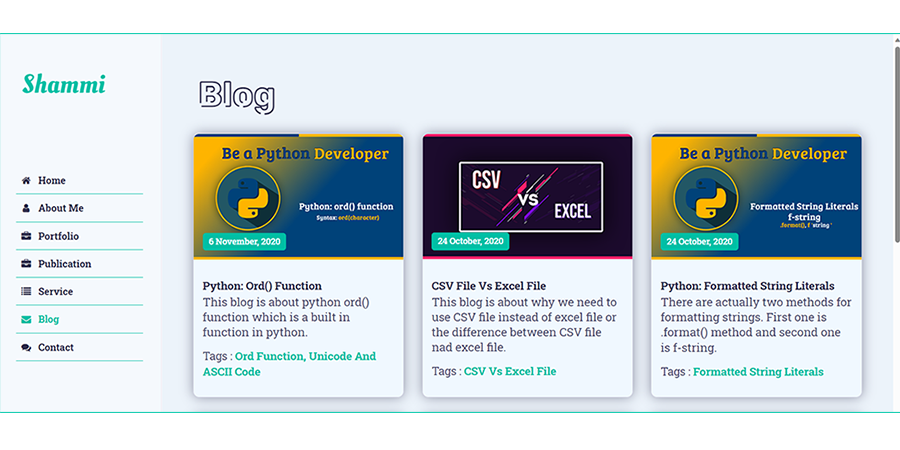 Shammi
Home
About Me
Portfolio
Publication
Service
Blog
Contact
Blog
Be a Python Developer
Python: ord() function
Syntax: ord(character)
6 November, 2020
Python: Ord() Function
This blog is about python ord()
function which is a built in
function in python.
Tags : Ord Function, Unicode And
ASCII Code
CSV
VS
EXCEL
24 October, 2020
CSV File Vs Excel File
This blog is about why we need to
use CSV file instead of excel file or
the difference between CSV file
nad excel file.
Tags : CSV Vs Excel File
Be a Python Developer
Formatted String Literals
f-string
.format(), f 'string '
24 October, 2020
Python: Formatted String Literals
There are actually two methods for
formatting strings. First one is
.format() method and second one
is f-string.
Tags : Formatted String Literals